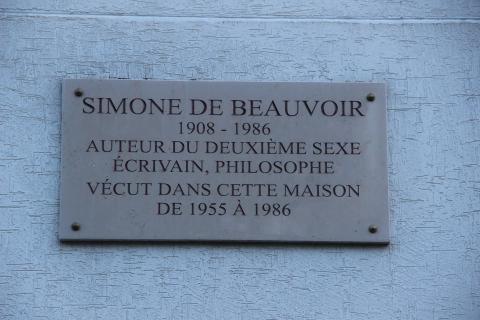 SIMONE DE BEAUVOIR
1908 - 1986
AUTEUR DU DEUXIÈME SEXE
ÉCRIVAIN, PHILOSOPHE
VÉCUT DANS CETTE MAISON
DE 1955 À 1986